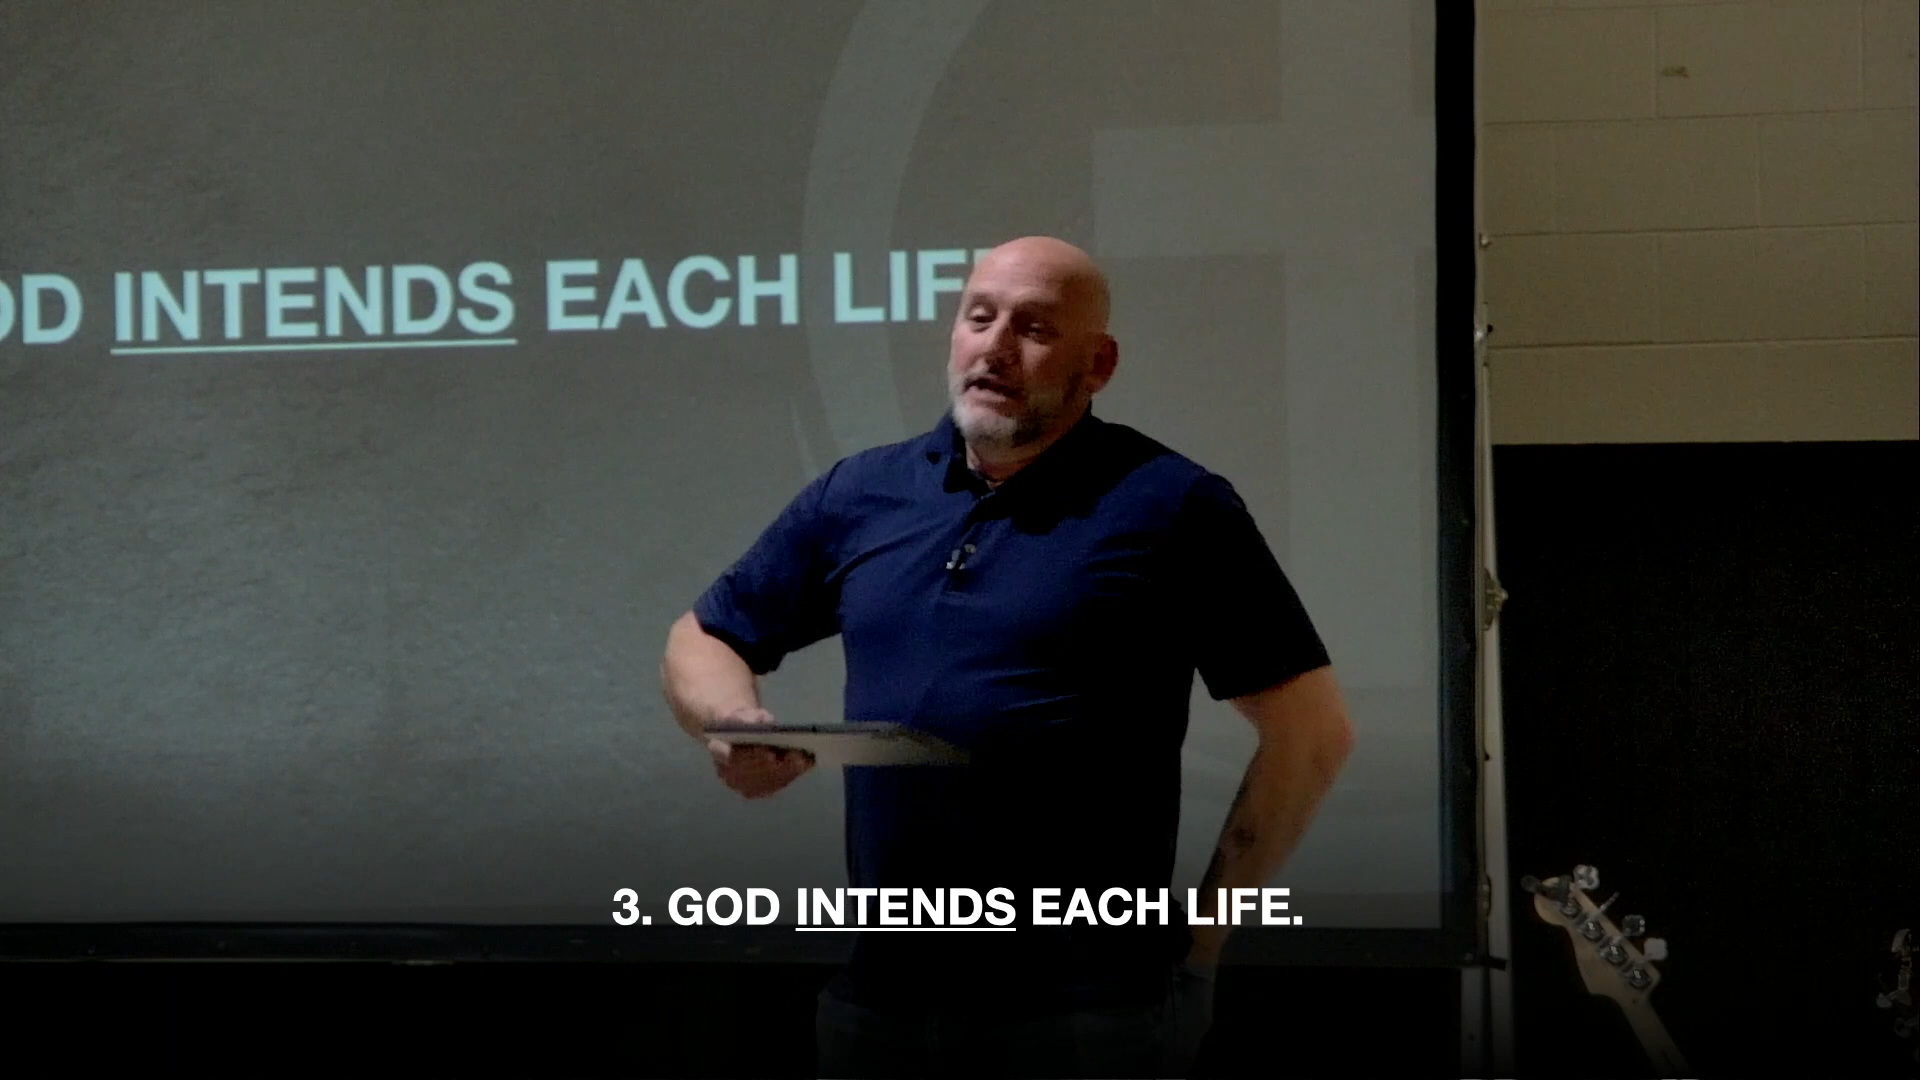 OD INTENDS EACH LIF
3. GOD INTENDS EACH LIFE.